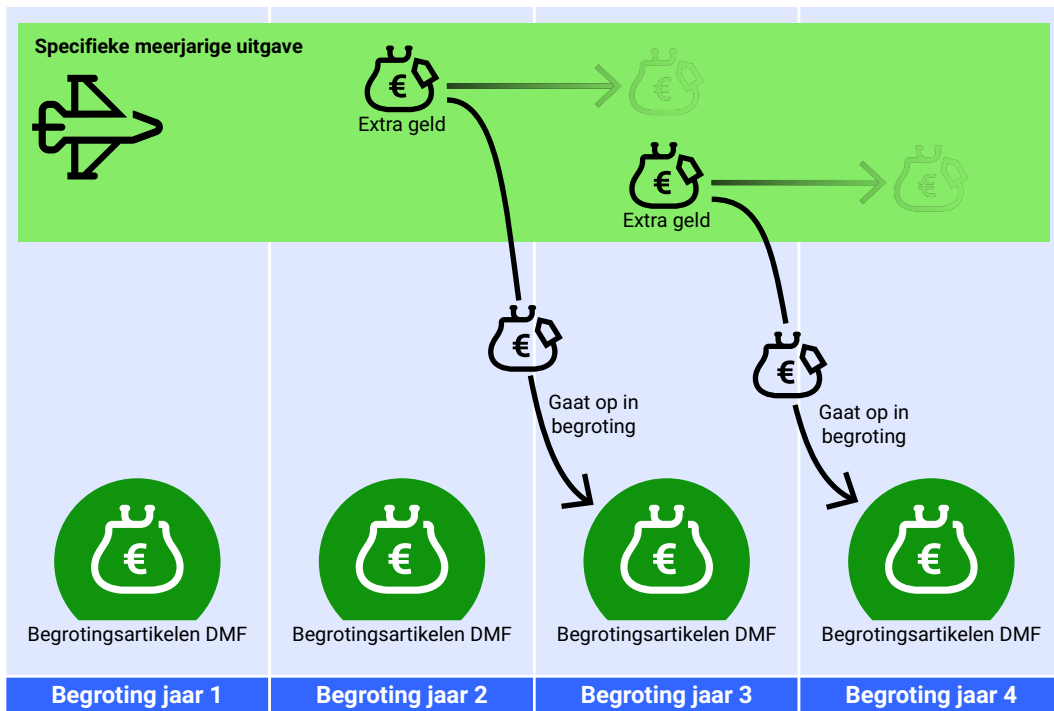 Specifieke meerjarige uitgave
€
€
Extra geld
€
€
Extra geld
€
€
Gaat op in
begroting
Gaat op in
begroting
€
€
€
€
Begrotingsartikelen DMF
Begrotingsartikelen DMF
Begrotingsartikelen DMF
Begrotingsartikelen DMF
Begroting jaar 1
Begroting jaar 2
Begroting jaar 3
Begroting jaar 4